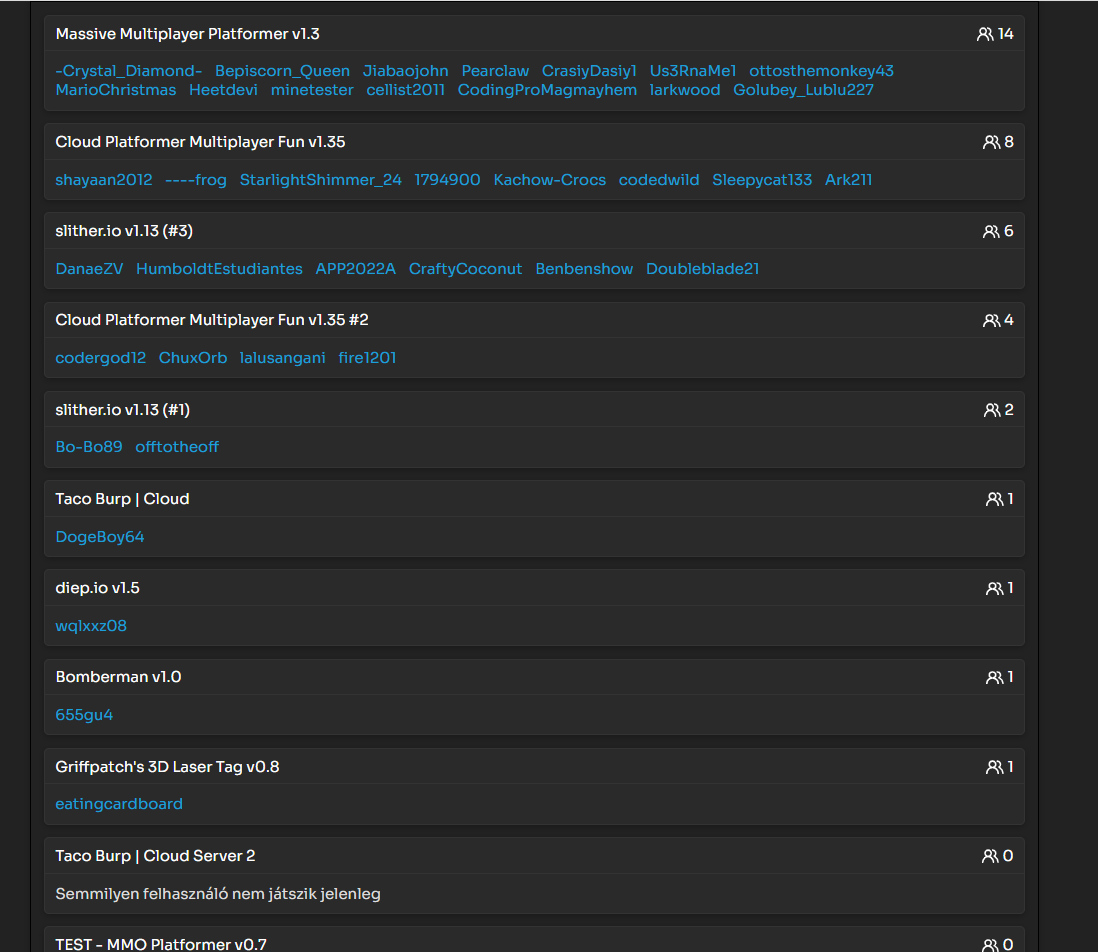 Massive Multiplayer Platformer v1.3 14
-Crystal_Diamond- Bepiscorn_Queen Jiabaojohn Pearclaw CrasiyDasiy1 Us3RnaMe1 ottosthemonkey43
MarioChristmas Heetdevi minetester cellist2011 CodingProMagmayhem larkwood Golubey_Lublu227
Cloud Platformer Multiplayer Fun v1.35 8
shayaan2012 ----frog StarlightShimmer_24 1794900 Kachow-Crocs codedwild Sleepycat133 Ark211
slither.io v1.13 (#3) 6
DanaeZV HumboldtEstudiantes APP2022A CraftyCoconut Benbenshow Doubleblade21
Cloud Platformer Multiplayer Fun v1.35 #2 4
codergod12 ChuxOrb lalusangani fire1201
slither.io v1.13 (#1) 2
Bo-Bo89 offtotheoff
Taco Burp | Cloud 1
DogeBoy64
diep.io v1.5 1
wqlxxz08
Bomberman v1.0 1
655gu4
Griffpatch's 3D Laser Tag v0.8 1
eatingcardboard
Taco Burp | Cloud Server 2 0
Semmilyen felhasználó nem játszik jelenleg
TEST - MMO Platformer v0.7 0